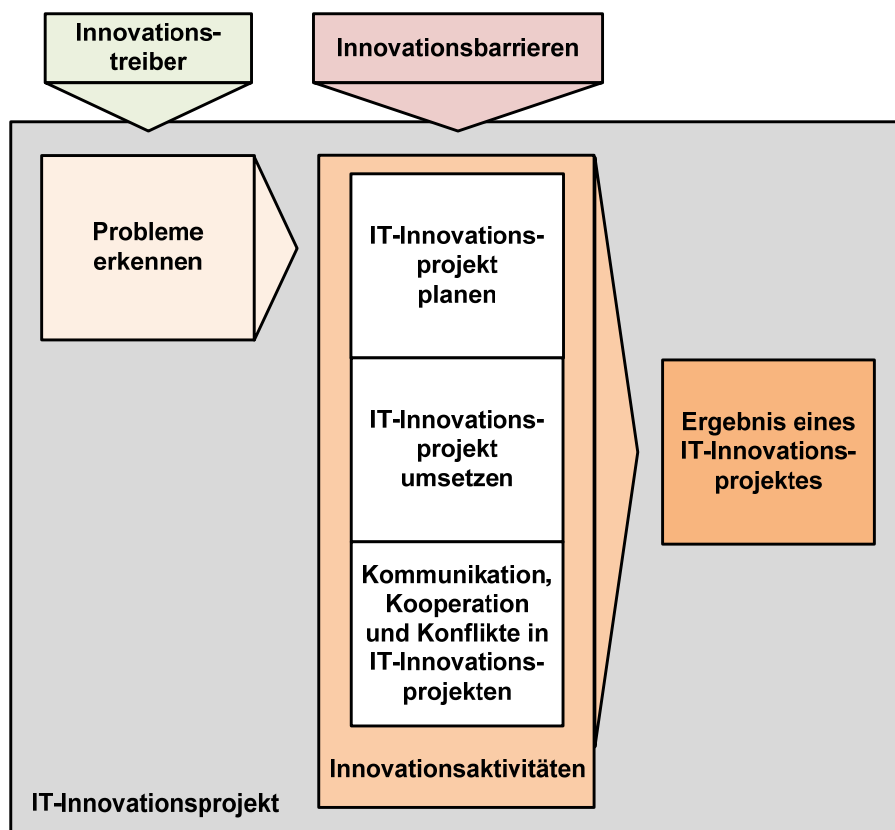 Innovations-
treiber
Innovationsbarrieren
Probleme
erkennen
IT-Innovations-
projekt
planen
IT-Innovations-
projekt
umsetzen
Kommunikation,
Kooperation
und Konflikte in
IT-Innovations-
projekten
Innovationsaktivitäten
Ergebnis eines
IT-Innovations-
projektes
IT-Innovationsprojekt